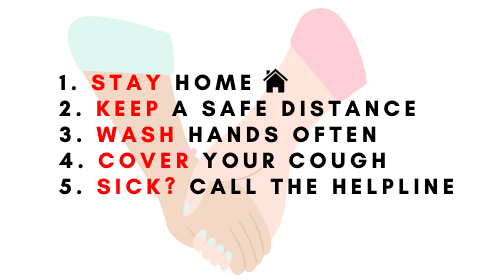 1. STAY HOME
2. KEEP A SAFE DISTANCE
3. WASH HANDS OFTEN
4. COVER YOUR COUGH
5. SICK? CALL THE HELPLINE